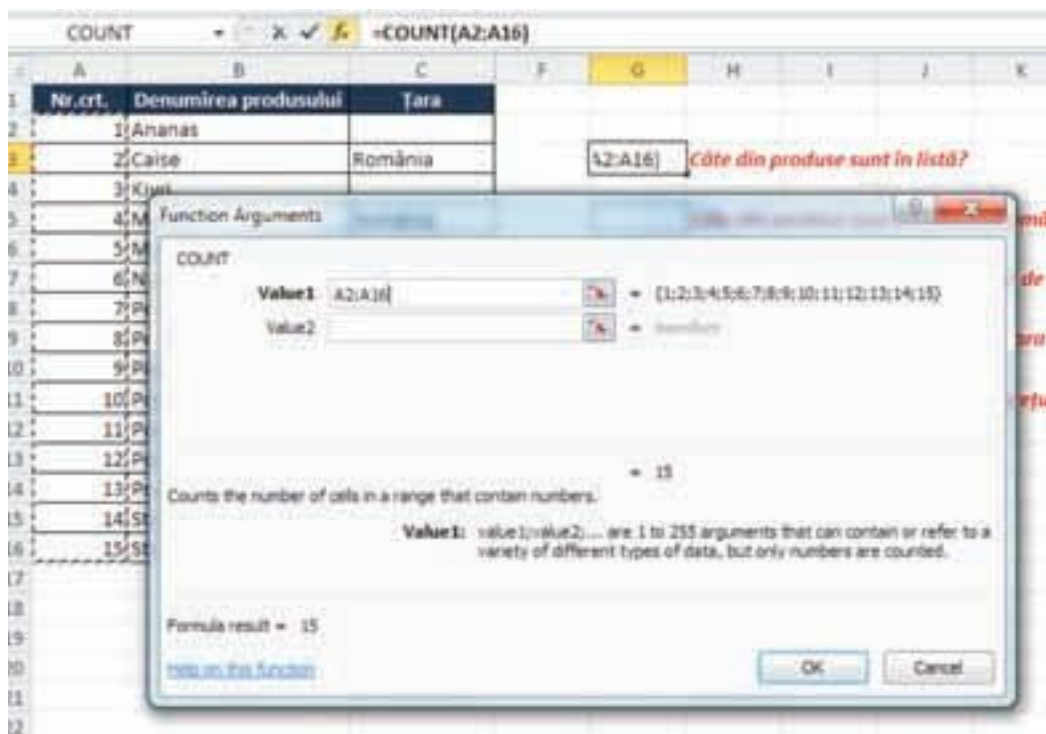 COUNT =COUNT(A2:A16)
A B C F G H I J K
1 Nr.crt. Denumirea produsului Țara
2 1 Ananas
3 2 Caise România A2:A16) Câte din produse sunt în listă?
4 3 Kiwi
5 4 M
Function Arguments
6 5 M
COUNT
7 6 N de
Value1 A2:A16 = {1;2;3;4;5;6;7;8;9;10;11;12;13;14;15}
8 7 P
Value2 =
9 8 P
10 9
11 10 P
12 11 P
13 12 P
= 15
14 13 P
Counts the number of cells in a range that contain numbers.
15 14 St
Value1: value1;value2;... are 1 to 255 arguments that can contain or refer to a
16 15 St
variety of different types of data, but only numbers are counted.
17
18
Formula result = 15
19
20
Help on this function OK Cancel
21
22